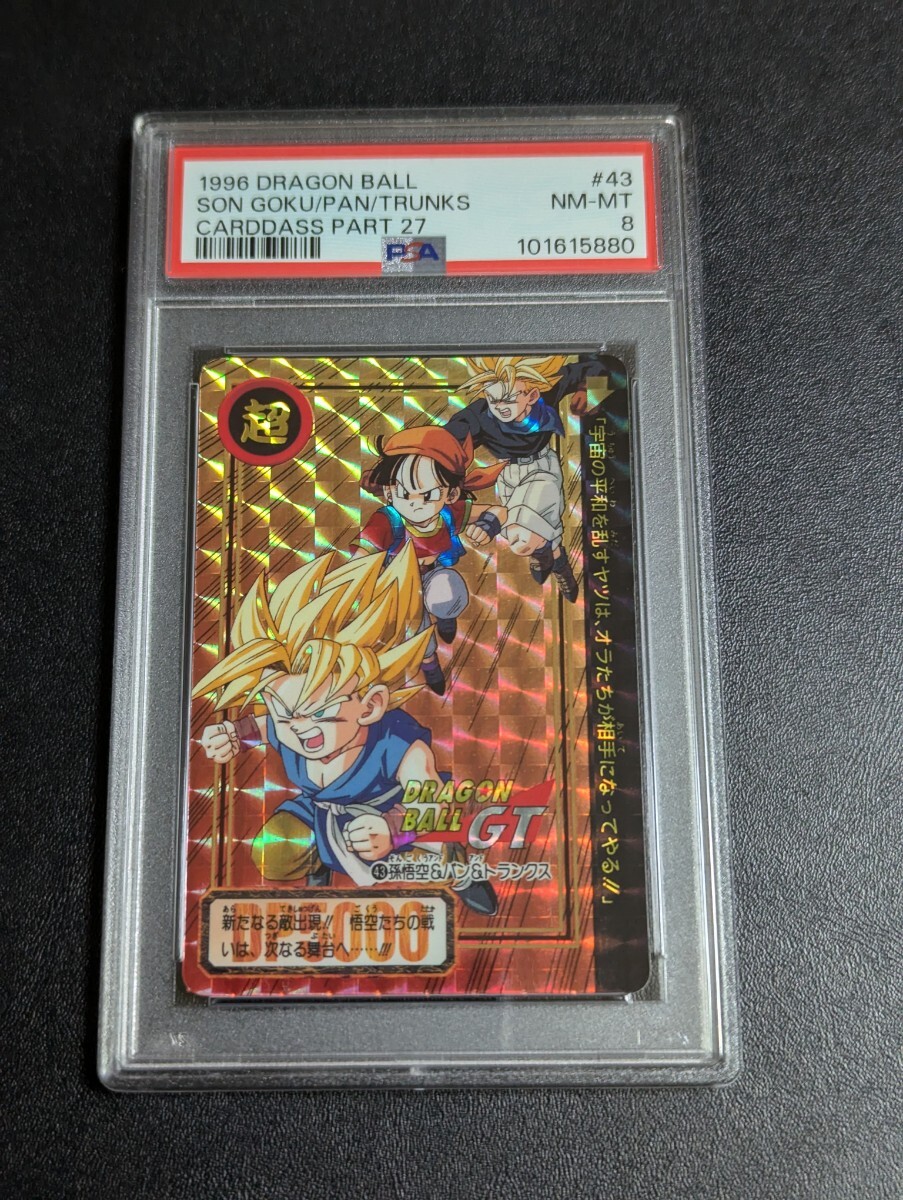 1996 DRAGON BALL #43
SON GOKU/PAN/TRUNKS NM-MT
CARDDASS PART 27 8
PSA 101615880
超
「宇宙の平和を乱すヤツは、オラたちが相手になってやる!!」
DRAGON
BALL GT
43孫悟空&パン&トランクス
新たなる敵出現!! 悟空たちの戦
いは、次なる舞台へ……!!!